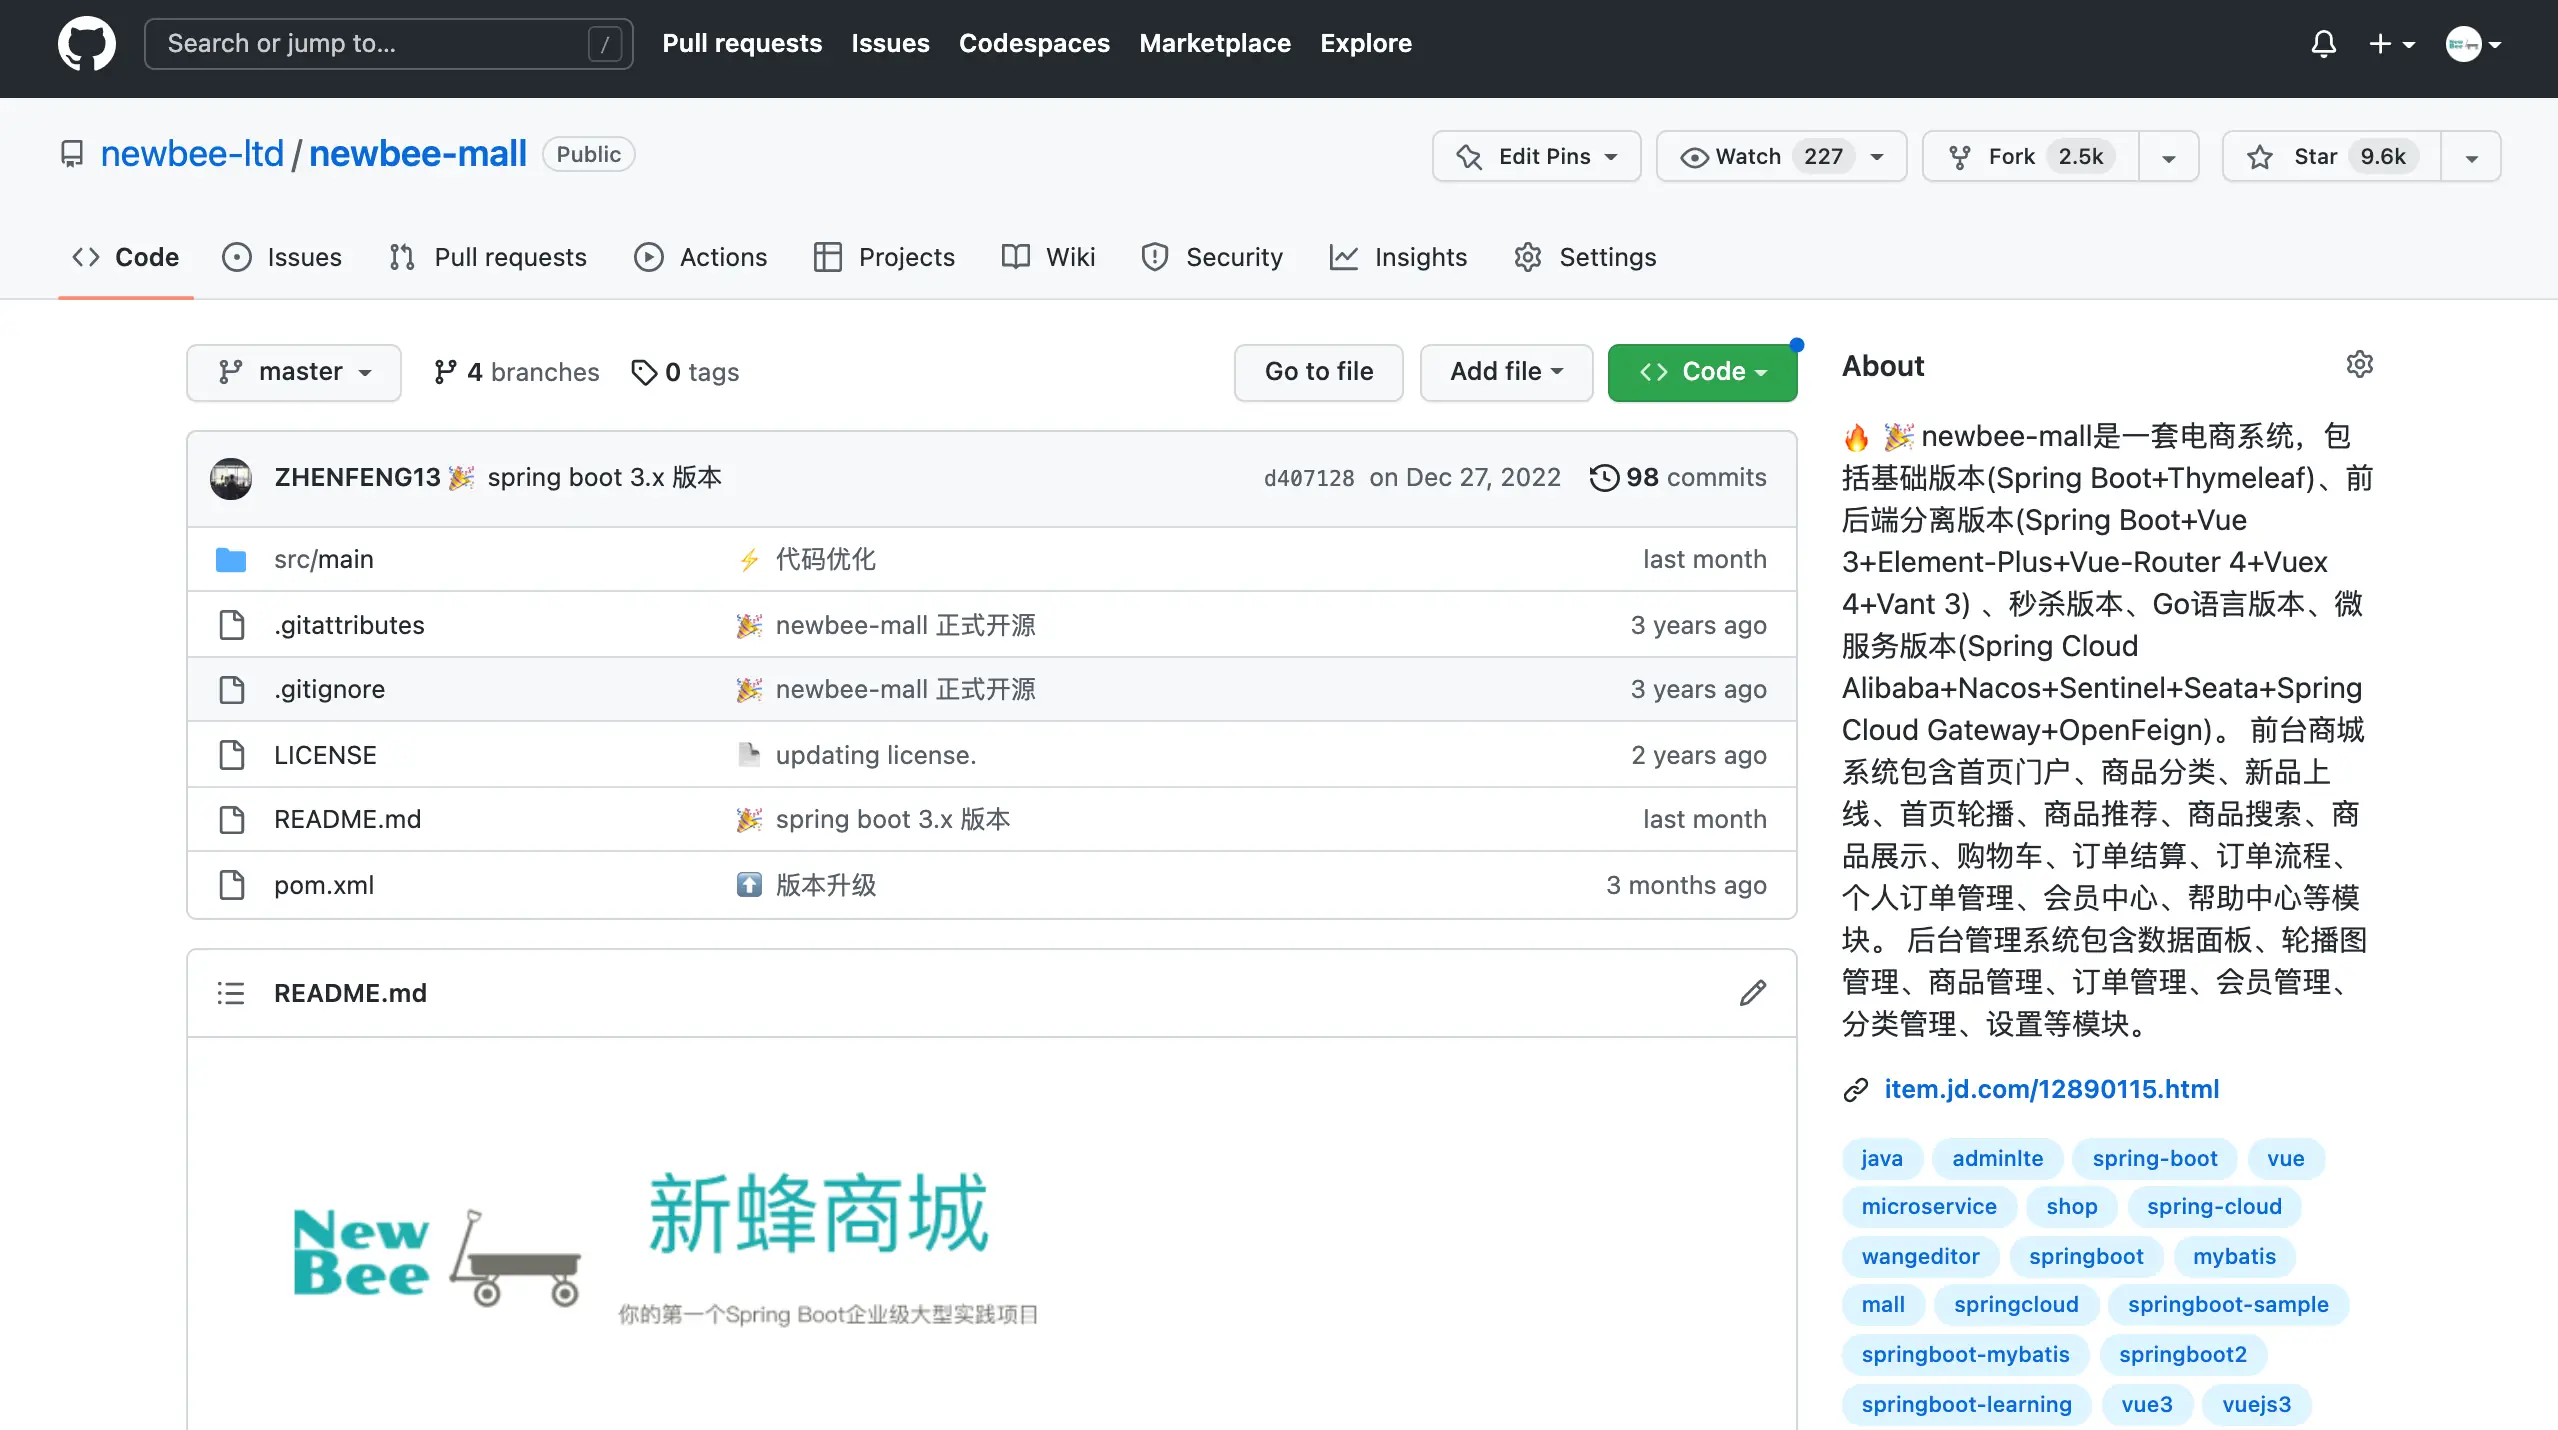 Search or jump to... / Pull requests Issues Codespaces Marketplace Explore
newbee-ltd / newbee-mall Public Edit Pins Watch 227 Fork 2.5k Star 9.6k
Code Issues Pull requests Actions Projects Wiki Security Insights Settings
master 4 branches 0 tags Go to file Add file Code
ZHENFENG13 🎉 spring boot 3.x 版本 d407128 on Dec 27, 2022 98 commits
src/main ⚡ 代码优化 last month
.gitattributes 🎉 newbee-mall 正式开源 3 years ago
.gitignore 🎉 newbee-mall 正式开源 3 years ago
LICENSE 📄 updating license. 2 years ago
README.md 🎉 spring boot 3.x 版本 last month
pom.xml ⬆️ 版本升级 3 months ago
README.md
New
Bee
新蜂商城
你的第一个Spring Boot企业级大型实践项目
About
🔥 🎉 newbee-mall是一套电商系统，包
括基础版本(Spring Boot+Thymeleaf)、前
后端分离版本(Spring Boot+Vue
3+Element-Plus+Vue-Router 4+Vuex
4+Vant 3) 、秒杀版本、Go语言版本、微
服务版本(Spring Cloud
Alibaba+Nacos+Sentinel+Seata+Spring
Cloud Gateway+OpenFeign)。 前台商城
系统包含首页门户、商品分类、新品上
线、首页轮播、商品推荐、商品搜索、商
品展示、购物车、订单结算、订单流程、
个人订单管理、会员中心、帮助中心等模
块。 后台管理系统包含数据面板、轮播图
管理、商品管理、订单管理、会员管理、
分类管理、设置等模块。
item.jd.com/12890115.html
java adminlte spring-boot vue
microservice shop spring-cloud
wangeditor springboot mybatis
mall springcloud springboot-sample
springboot-mybatis springboot2
springboot-learning vue3 vuejs3